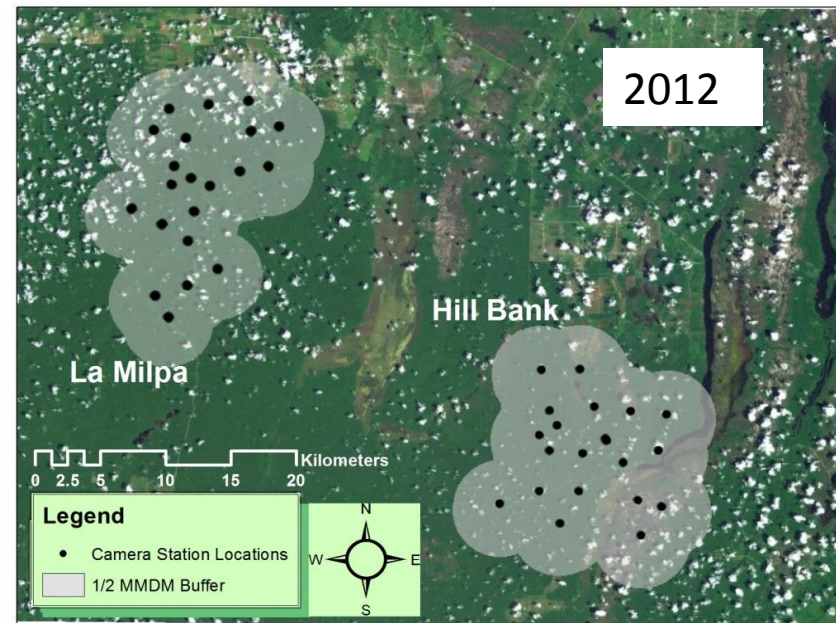 2012
Hill Bank
La Milpa
Kilometers
0 2.5 5 10 15 20
Legend
Camera Station Locations
1/2 MMDM Buffer
N
W E
S